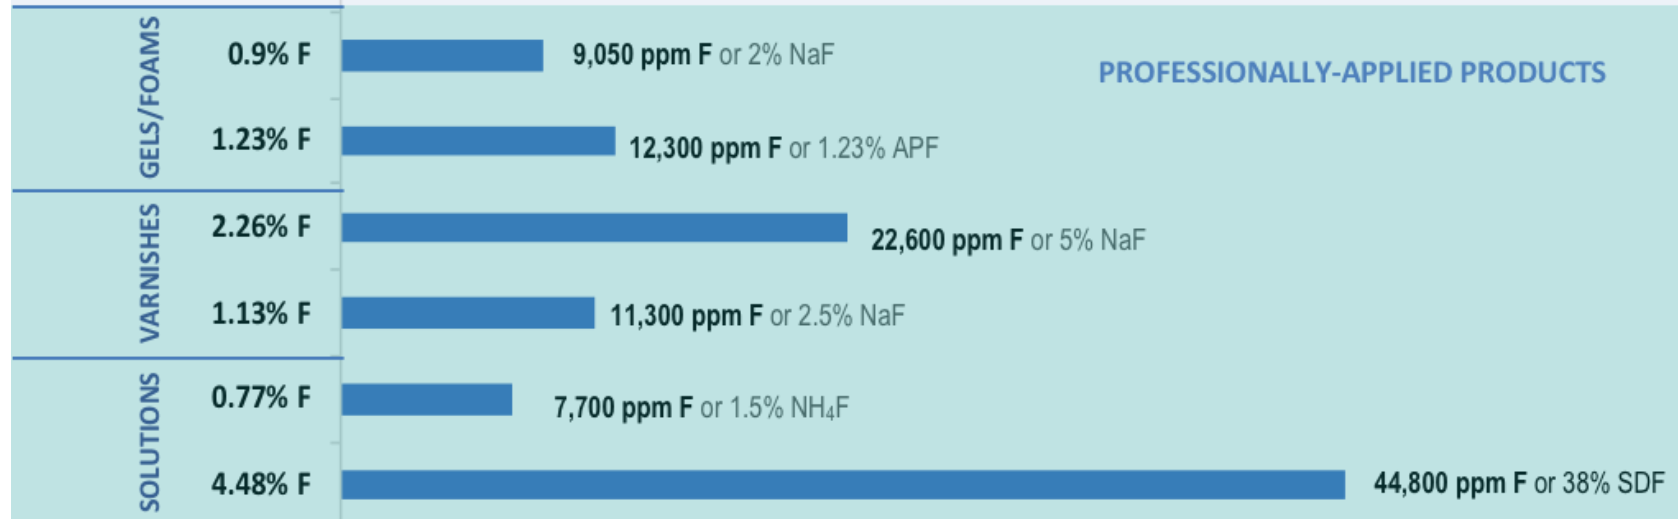 PROFESSIONALLY-APPLIED PRODUCTS
GELS/FOAMS
0.9% F 9,050 ppm F or 2% NaF
1.23% F 12,300 ppm F or 1.23% APF
VARNISHES
2.26% F 22,600 ppm F or 5% NaF
1.13% F 11,300 ppm F or 2.5% NaF
SOLUTIONS
0.77% F 7,700 ppm F or 1.5% NH₄F
4.48% F 44,800 ppm F or 38% SDF